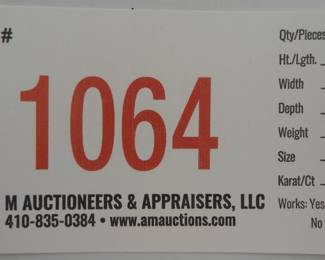 #
1064
M AUCTIONEERS & APPRAISERS, LLC
410-835-0384 • www.amauctions.com
Qty/Pieces
Ht./Lgth.
Width
Depth
Weight
Size
Karat/Ct
Works: Yes
No